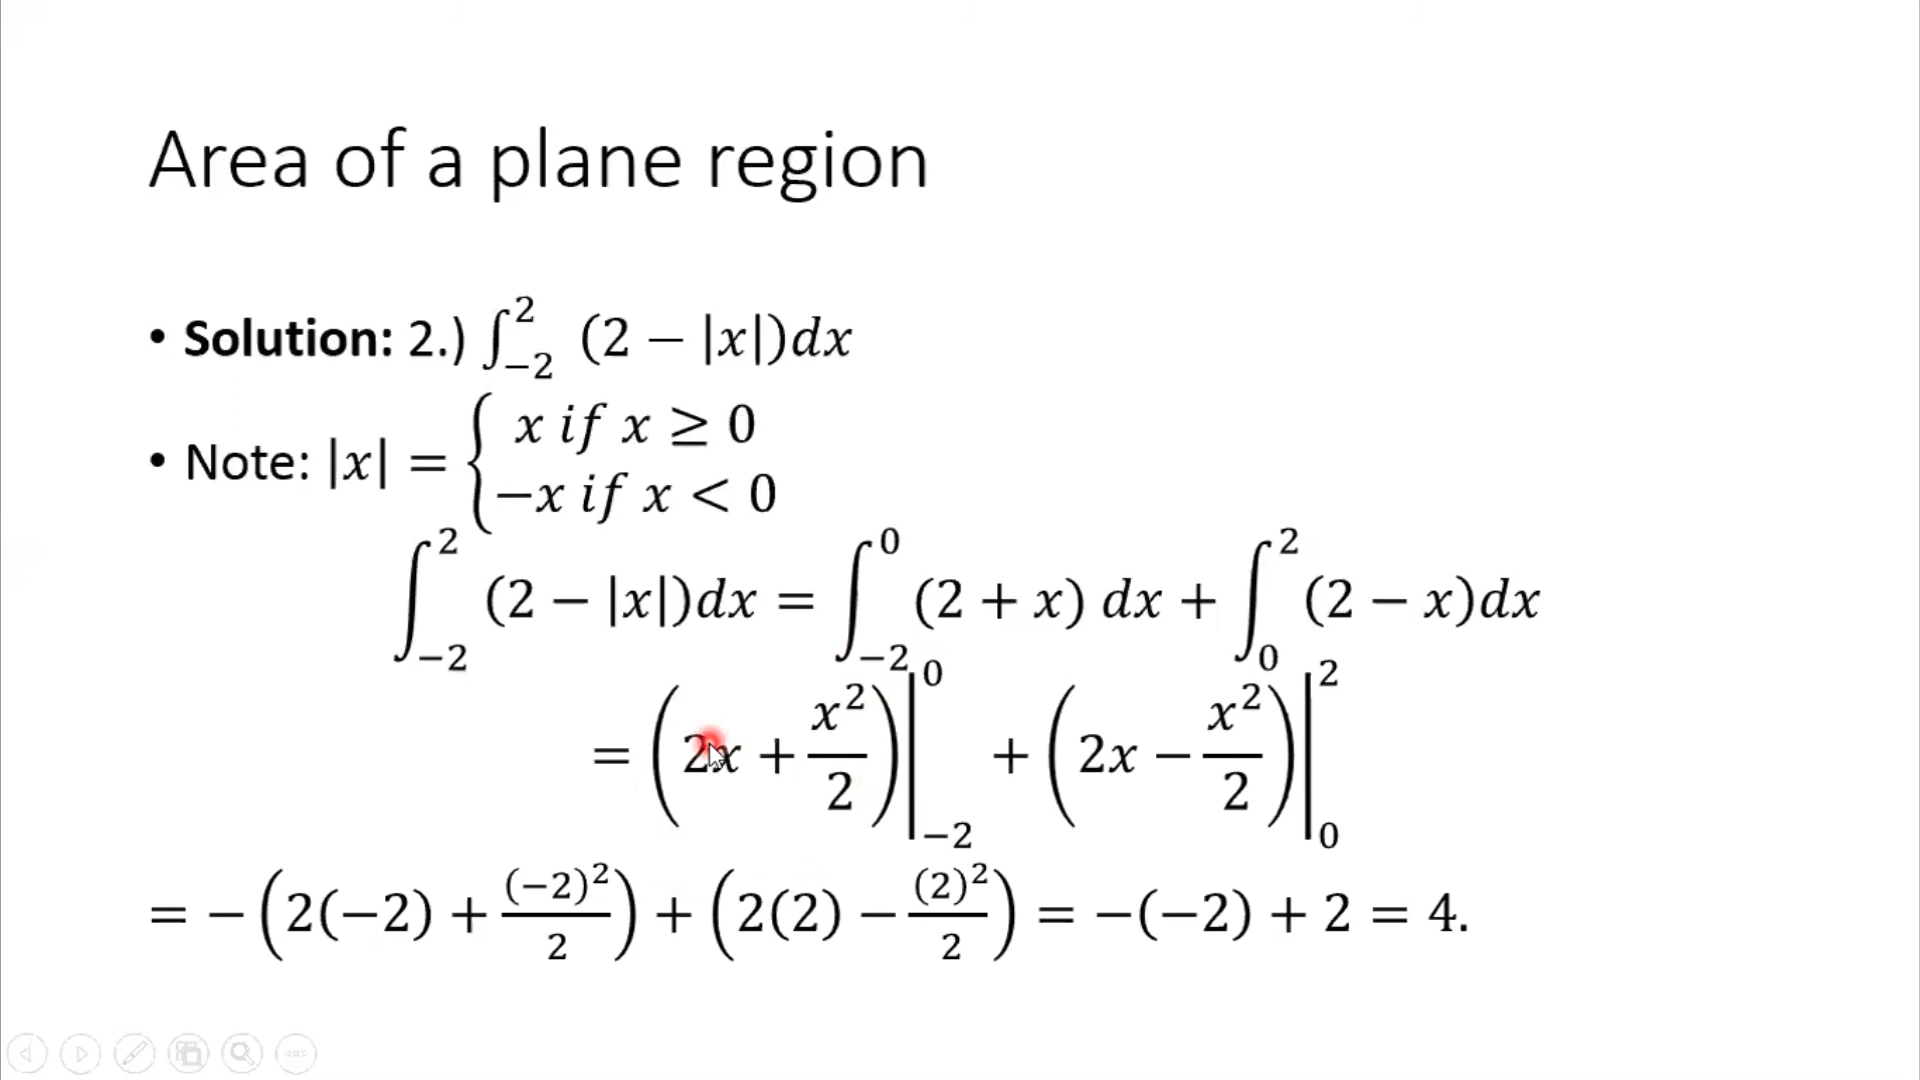 Area of a plane region
• Solution: 2.) ∫₋₂² (2 − |x|)dx
• Note: |x| = { x if x ≥ 0
−x if x < 0
∫₋₂² (2 − |x|)dx = ∫₋₂⁰ (2 + x) dx + ∫₀² (2 − x)dx
= (2x + x²/2)|₋₂⁰ + (2x − x²/2)|₀²
= −(2(−2) + (−2)²/2) + (2(2) − (2)²/2) = −(−2) + 2 = 4.